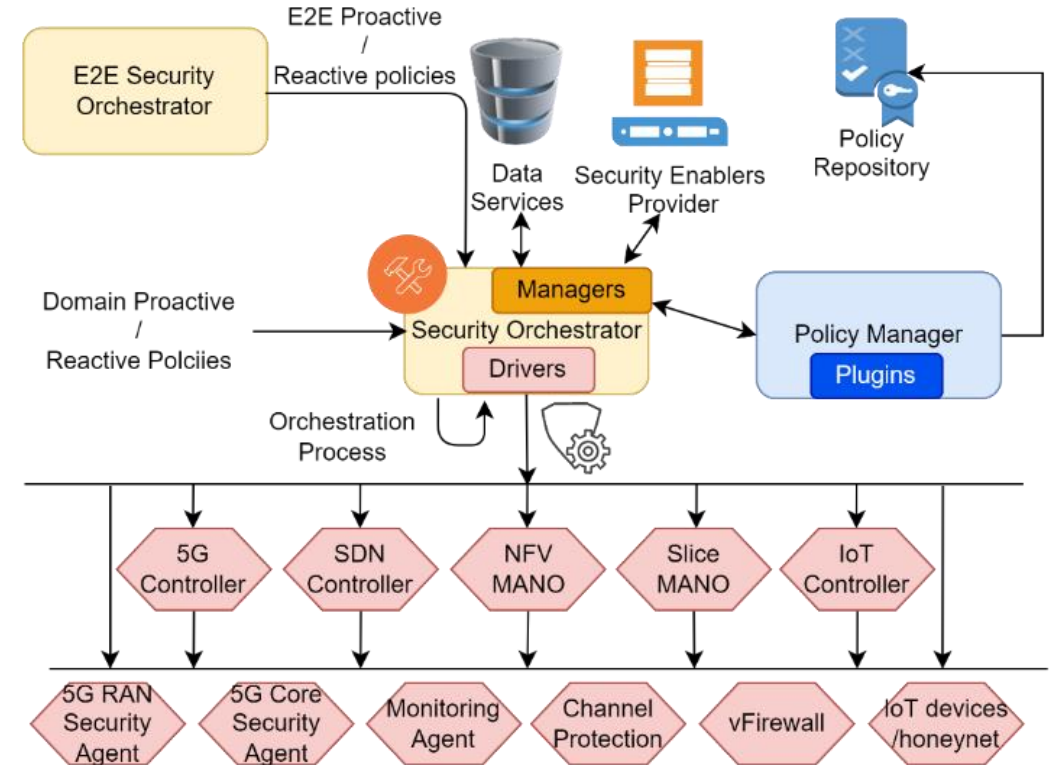 E2E Proactive
/
Reactive policies
E2E Security
Orchestrator
Data
Services
Security Enablers
Provider
Policy
Repository
Domain Proactive
/
Reactive Polciies
Managers
Security Orchestrator
Drivers
Policy Manager
Plugins
Orchestration
Process
5G
Controller
SDN
Controller
NFV
MANO
Slice
MANO
IoT
Controller
5G RAN
Security
Agent
5G Core
Security
Agent
Monitoring
Agent
Channel
Protection
vFirewall
IoT devices
/honeynet